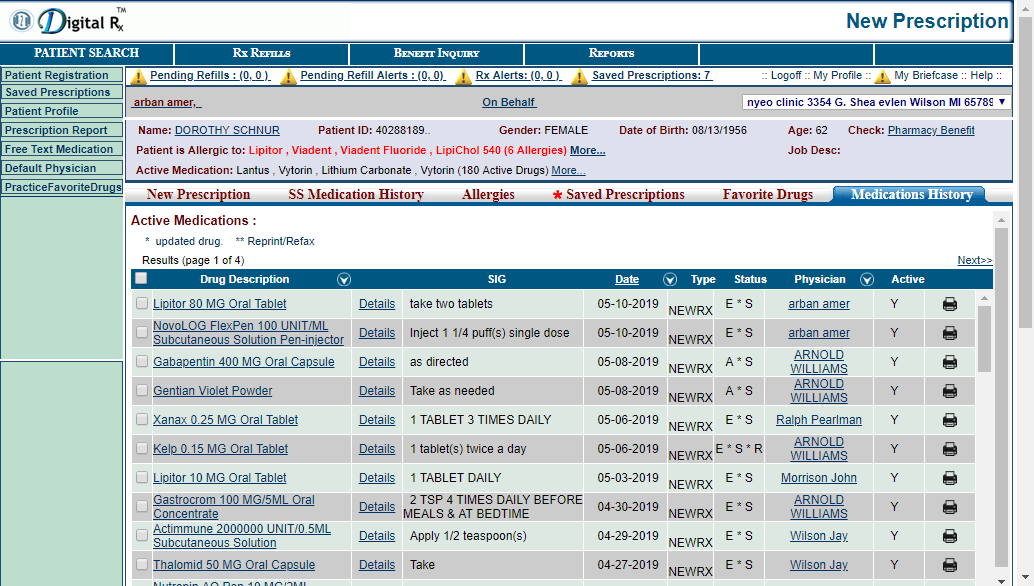 Digital Rx TM
New Prescription
PATIENT SEARCH RX REFILLS BENEFIT INQUIRY REPORTS
Patient Registration
Saved Prescriptions
Patient Profile
Prescription Report
Free Text Medication
Default Physician
PracticeFavoriteDrugs
Pending Refills : (0, 0 ) Pending Refill Alerts : (0, 0) Rx Alerts: (0, 0 ) Saved Prescriptions: 7 :: Logoff :: My Profile :: My Briefcase :: Help ::
arban amer, On Behalf nyeo clinic 3354 G. Shea evlen Wilson MI 65789
Name: DOROTHY SCHNUR Patient ID: 40288189.. Gender: FEMALE Date of Birth: 08/13/1956 Age: 62 Check: Pharmacy Benefit
Patient is Allergic to: Lipitor , Viadent , Viadent Fluoride , LipiChol 540 (6 Allergies) More... Job Desc:
Active Medication: Lantus , Vytorin , Lithium Carbonate , Vytorin (180 Active Drugs) More...
New Prescription SS Medication History Allergies * Saved Prescriptions Favorite Drugs Medications History
Active Medications :
* updated drug. ** Reprint/Refax
Results (page 1 of 4) Next>>
Drug Description SIG Date Type Status Physician Active
Lipitor 80 MG Oral Tablet Details take two tablets 05-10-2019 NEWRX E * S arban amer Y
NovoLOG FlexPen 100 UNIT/ML
Subcutaneous Solution Pen-injector Details Inject 1 1/4 puff(s) single dose 05-10-2019 NEWRX E * S arban amer Y
Gabapentin 400 MG Oral Capsule Details as directed 05-08-2019 NEWRX A * S ARNOLD
WILLIAMS Y
Gentian Violet Powder Details Take as needed 05-08-2019 NEWRX A * S ARNOLD
WILLIAMS Y
Xanax 0.25 MG Oral Tablet Details 1 TABLET 3 TIMES DAILY 05-06-2019 NEWRX E * S Ralph Pearlman Y
Kelp 0.15 MG Oral Tablet Details 1 tablet(s) twice a day 05-06-2019 NEWRX E * S * R ARNOLD
WILLIAMS Y
Lipitor 10 MG Oral Tablet Details 1 TABLET DAILY 05-03-2019 NEWRX E * S Morrison John Y
Gastrocrom 100 MG/5ML Oral
Concentrate Details 2 TSP 4 TIMES DAILY BEFORE
MEALS & AT BEDTIME 04-30-2019 NEWRX E * S ARNOLD
WILLIAMS Y
Actimmune 2000000 UNIT/0.5ML
Subcutaneous Solution Details Apply 1/2 teaspoon(s) 04-29-2019 NEWRX E * S Wilson Jay Y
Thalomid 50 MG Oral Capsule Details Take 04-27-2019 NEWRX E * S Wilson Jay Y